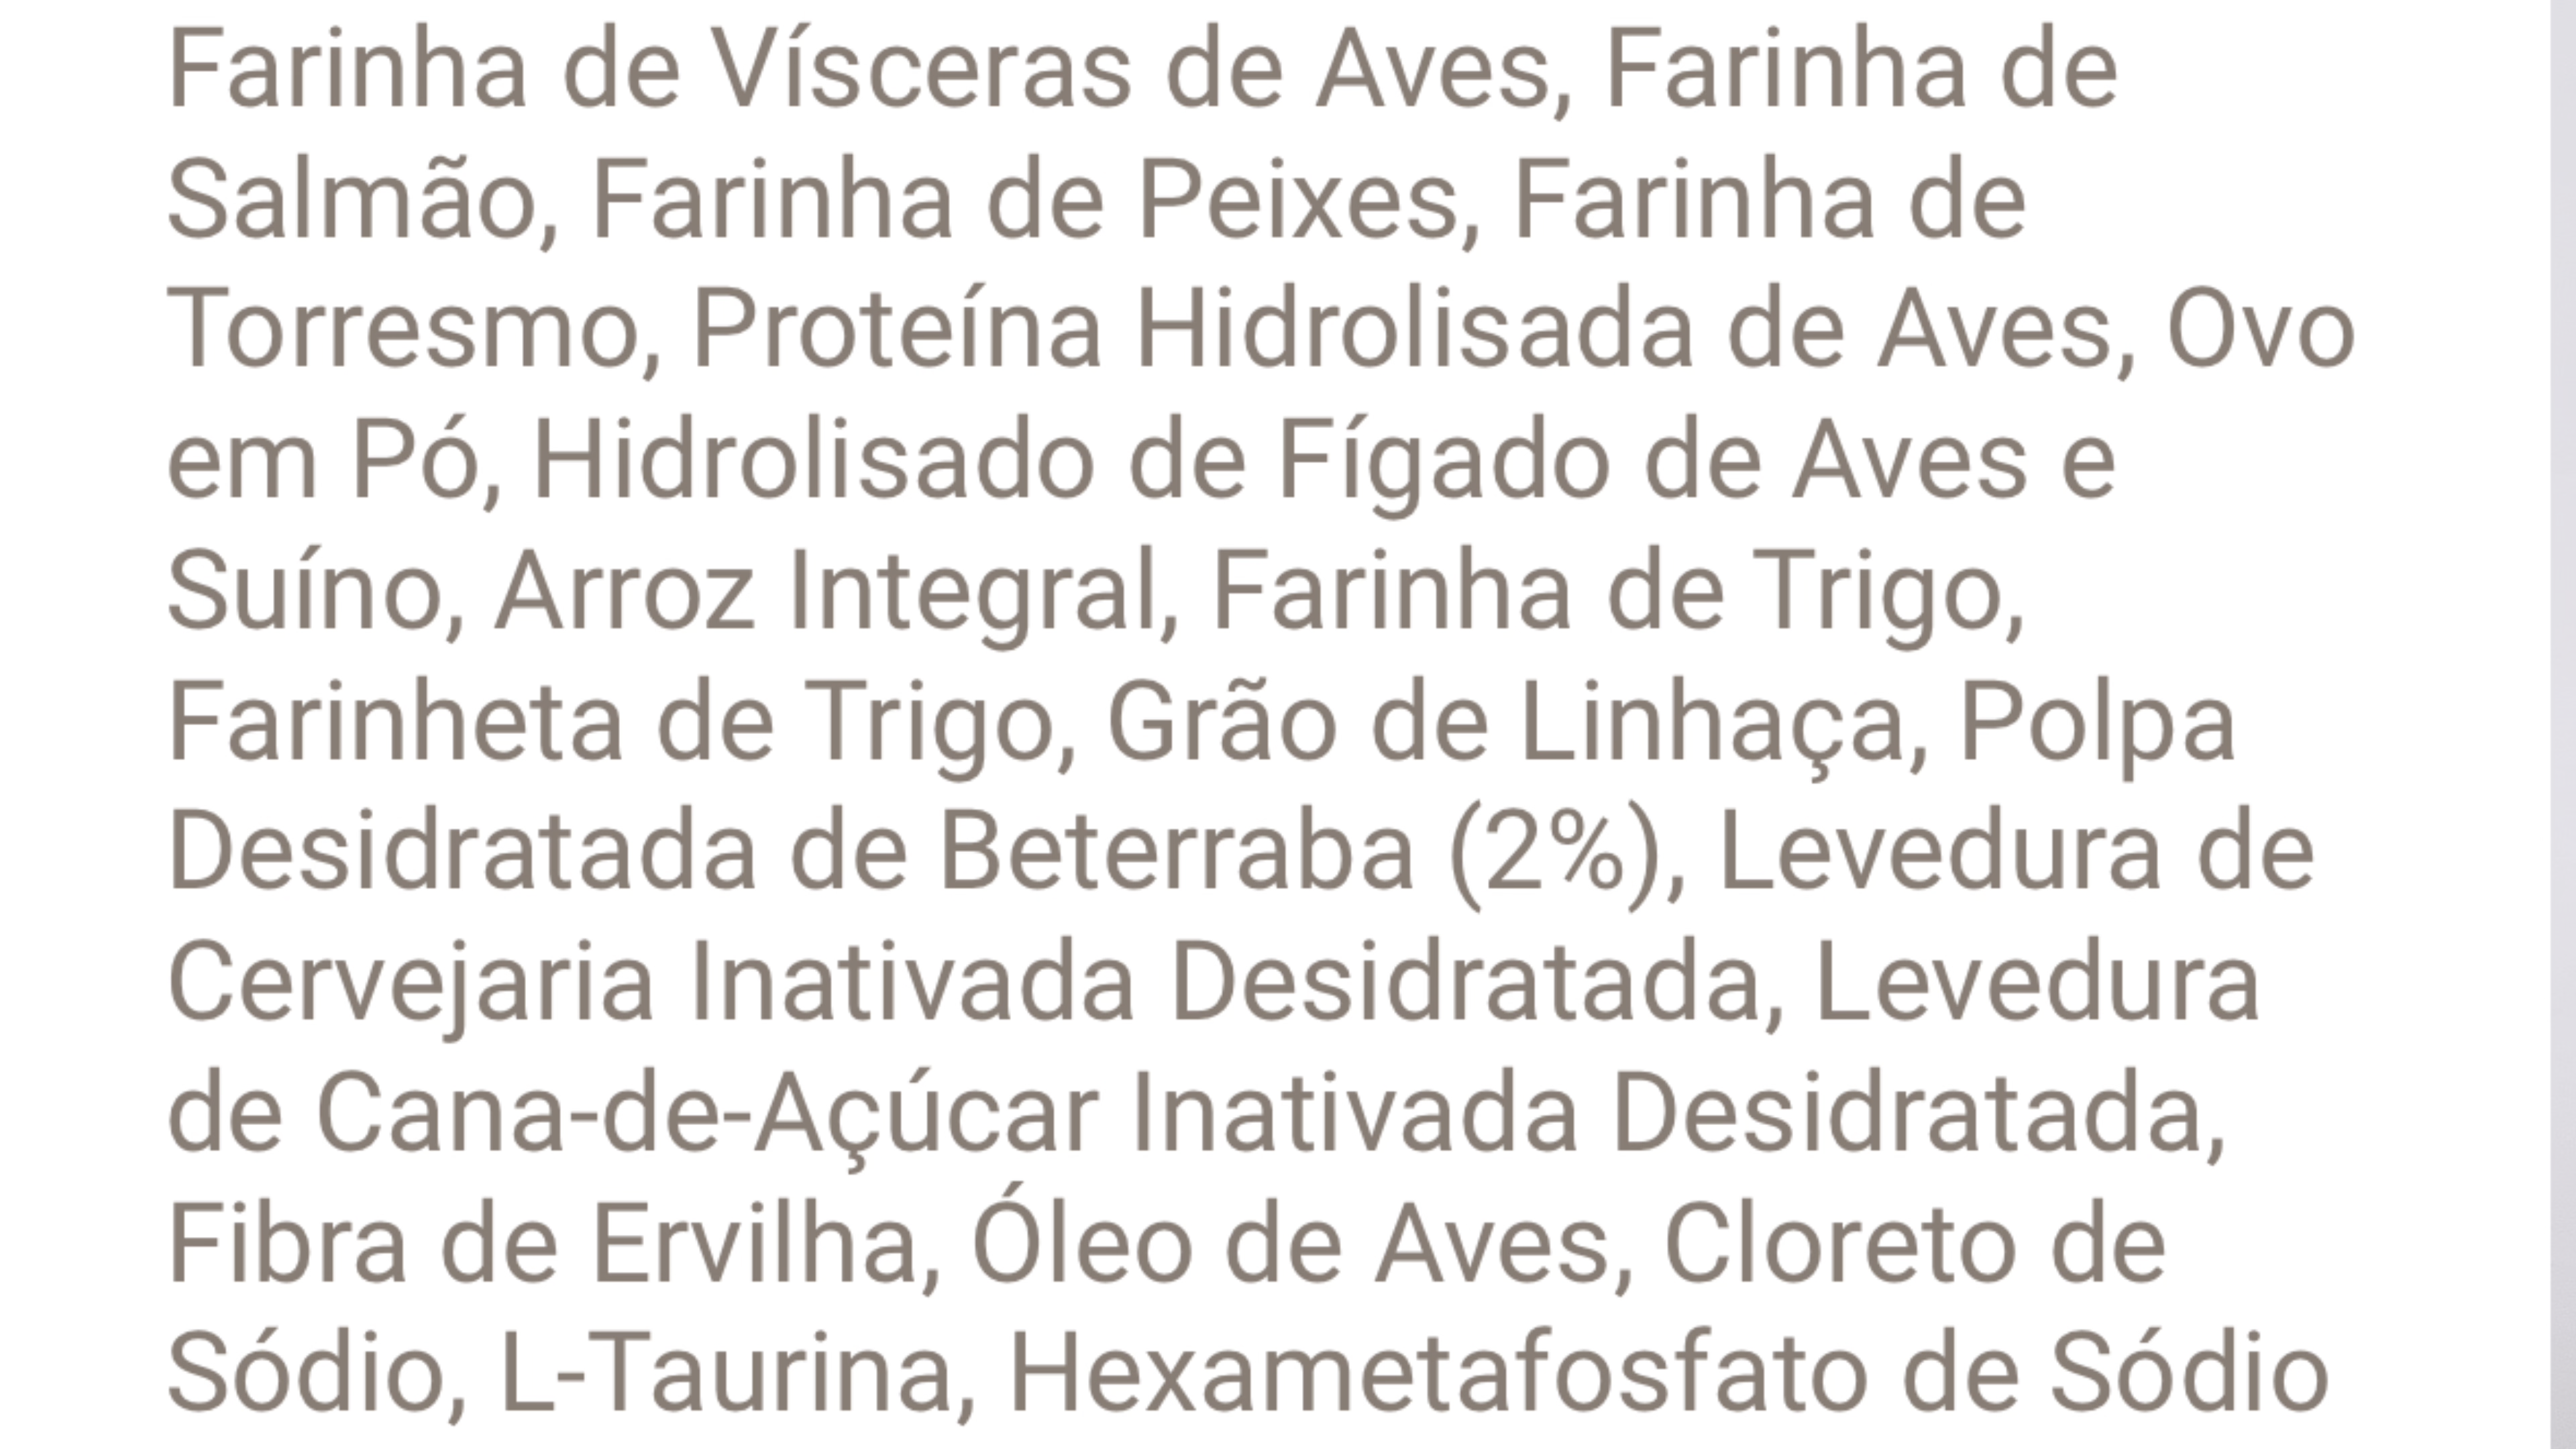 Farinha de Vísceras de Aves, Farinha de
Salmão, Farinha de Peixes, Farinha de
Torresmo, Proteína Hidrolisada de Aves, Ovo
em Pó, Hidrolisado de Fígado de Aves e
Suíno, Arroz Integral, Farinha de Trigo,
Farinheta de Trigo, Grão de Linhaça, Polpa
Desidratada de Beterraba (2%), Levedura de
Cervejaria Inativada Desidratada, Levedura
de Cana-de-Açúcar Inativada Desidratada,
Fibra de Ervilha, Óleo de Aves, Cloreto de
Sódio, L-Taurina, Hexametafosfato de Sódio